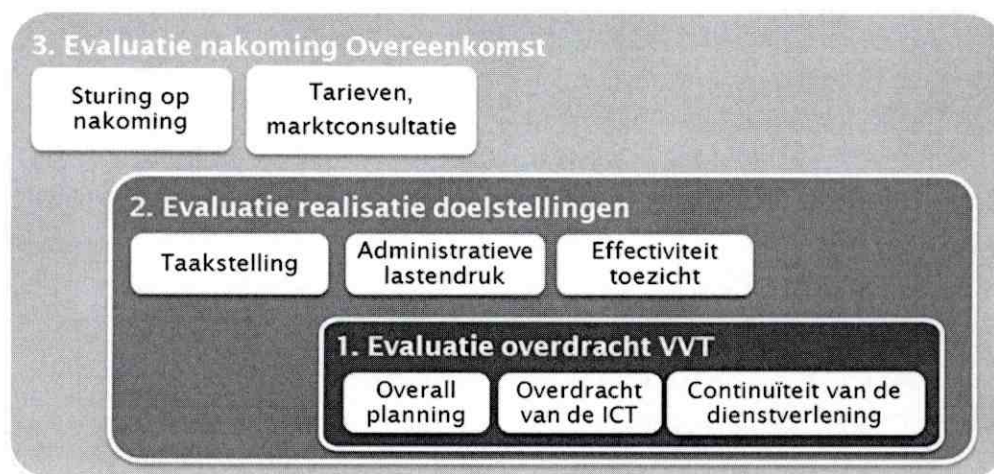 3. Evaluatie nakoming Overeenkomst
Sturing op
nakoming
Tarieven,
marktconsultatie
2. Evaluatie realisatie doelstellingen
Taakstelling
Administratieve
lastendruk
Effectiviteit
toezicht
1. Evaluatie overdracht VVT
Overall
planning
Overdracht
van de ICT
Continuïteit van de
dienstverlening